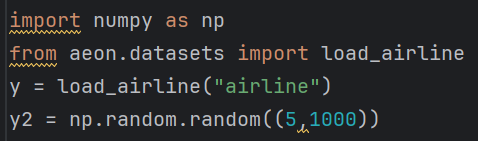 import numpy as np
from aeon.datasets import load_airline
y = load_airline("airline")
y2 = np.random.random((5,1000))